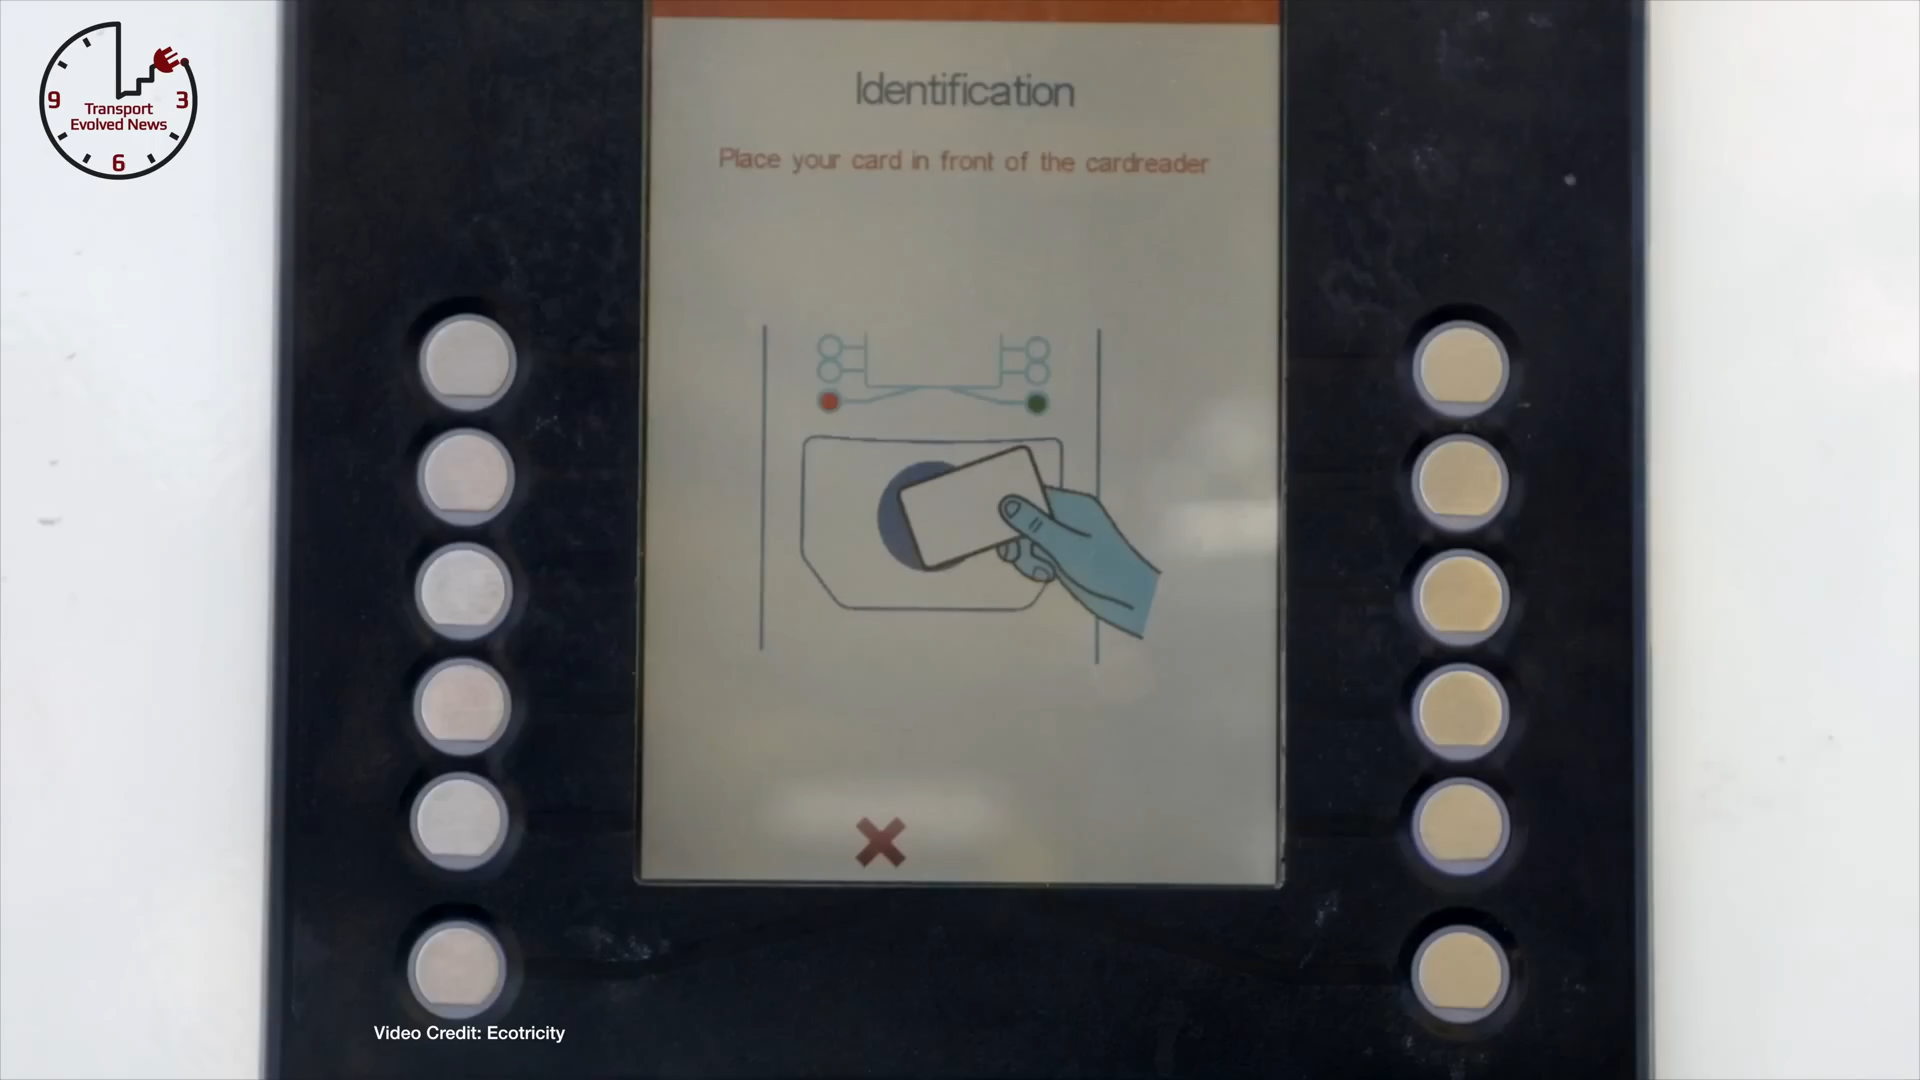 9
3
Transport
Evolved News
6
Identification
Place your card in front of the cardreader
Video Credit: Ecotricity